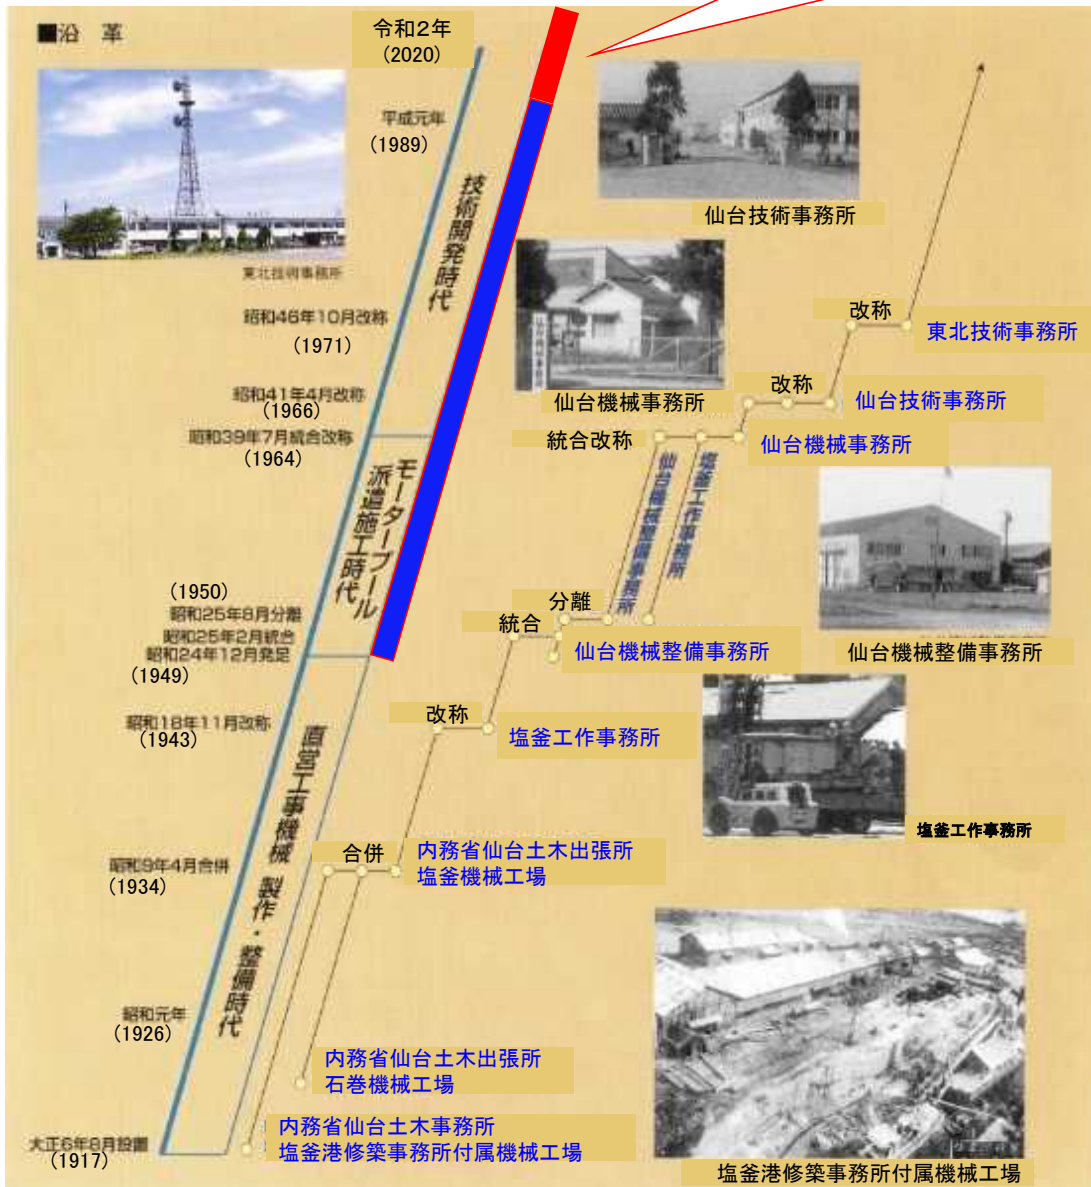 ■沿 革
令和2年
(2020)
平成元年
(1989)
技術開発時代
仙台技術事務所
東北技術事務所
昭和46年10月改称
(1971)
改称
東北技術事務所
昭和41年4月改称
(1966)
仙台機械事務所
改称
仙台技術事務所
昭和39年7月統合改称
(1964)
統合改称
仙台機械事務所
モータープール
派遣施工時代
仙台機械整備事務所
塩釜工作事務所
(1950)
昭和25年8月分離
分離
昭和25年2月統合
統合
昭和24年12月発足
(1949)
仙台機械整備事務所
仙台機械整備事務所
昭和18年11月改称
(1943)
改称
塩釜工作事務所
直営工事機械 製作・整備時代
塩釜工作事務所
昭和9年4月合併
(1934)
合併
内務省仙台土木出張所
塩釜機械工場
昭和元年
(1926)
内務省仙台土木出張所
石巻機械工場
大正6年8月設置
(1917)
内務省仙台土木事務所
塩釜港修築事務所付属機械工場
塩釜港修築事務所付属機械工場